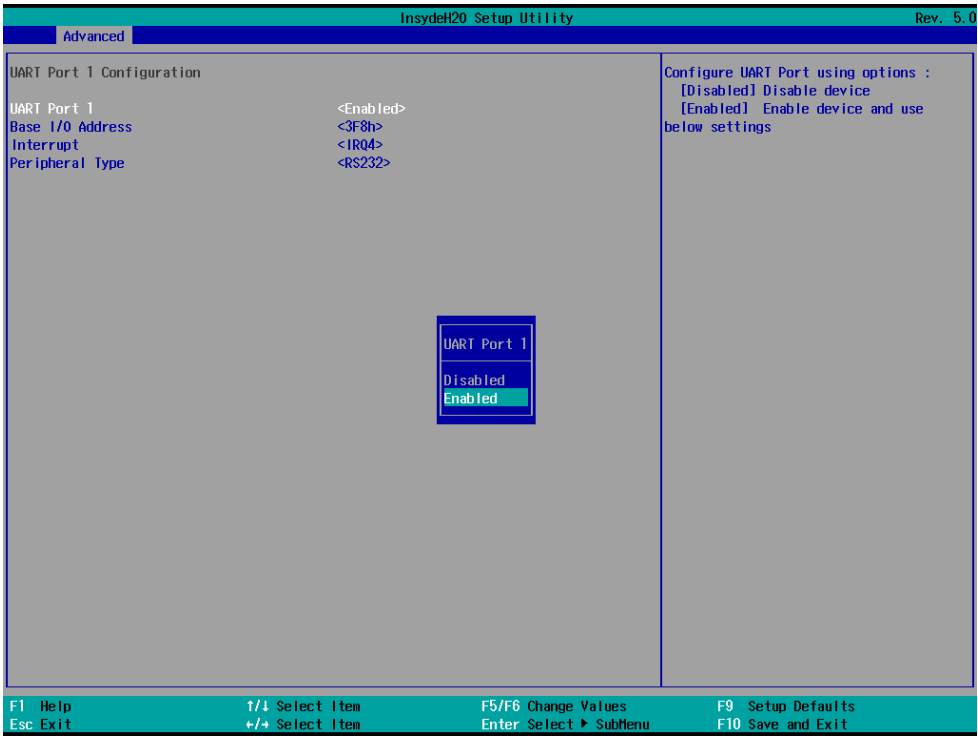 InsydeH20 Setup Utility Rev. 5.0
Advanced
UART Port 1 Configuration
UART Port 1 <Enabled>
Base I/O Address <3F8h>
Interrupt <IRQ4>
Peripheral Type <RS232>
Configure UART Port using options :
[Disabled] Disable device
[Enabled] Enable device and use
below settings
UART Port 1
Disabled
Enabled
F1 Help ↑/↓ Select Item F5/F6 Change Values F9 Setup Defaults
Esc Exit ←/→ Select Item Enter Select ▶ SubMenu F10 Save and Exit